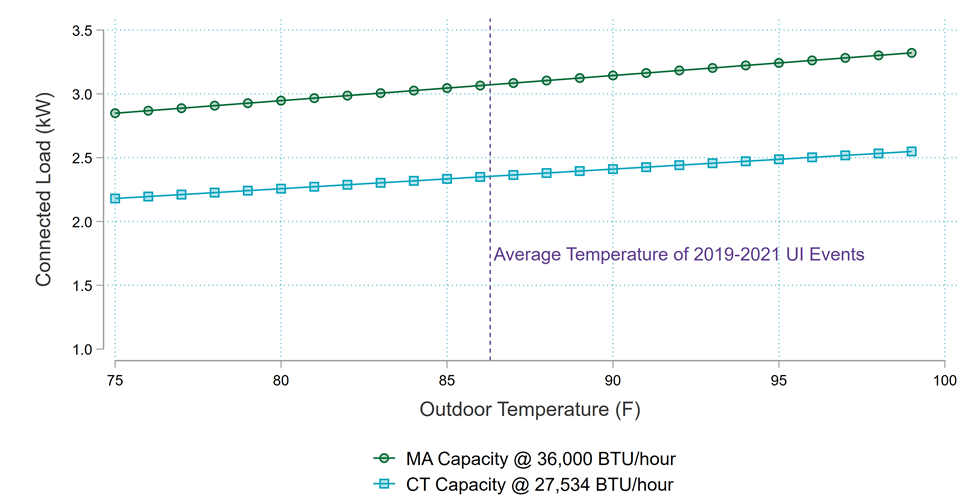 3.5
3.0
2.5
2.0
1.5
1.0
Connected Load (kW)
Average Temperature of 2019-2021 UI Events
75 80 85 90 95 100
Outdoor Temperature (F)
MA Capacity @ 36,000 BTU/hour
CT Capacity @ 27,534 BTU/hour